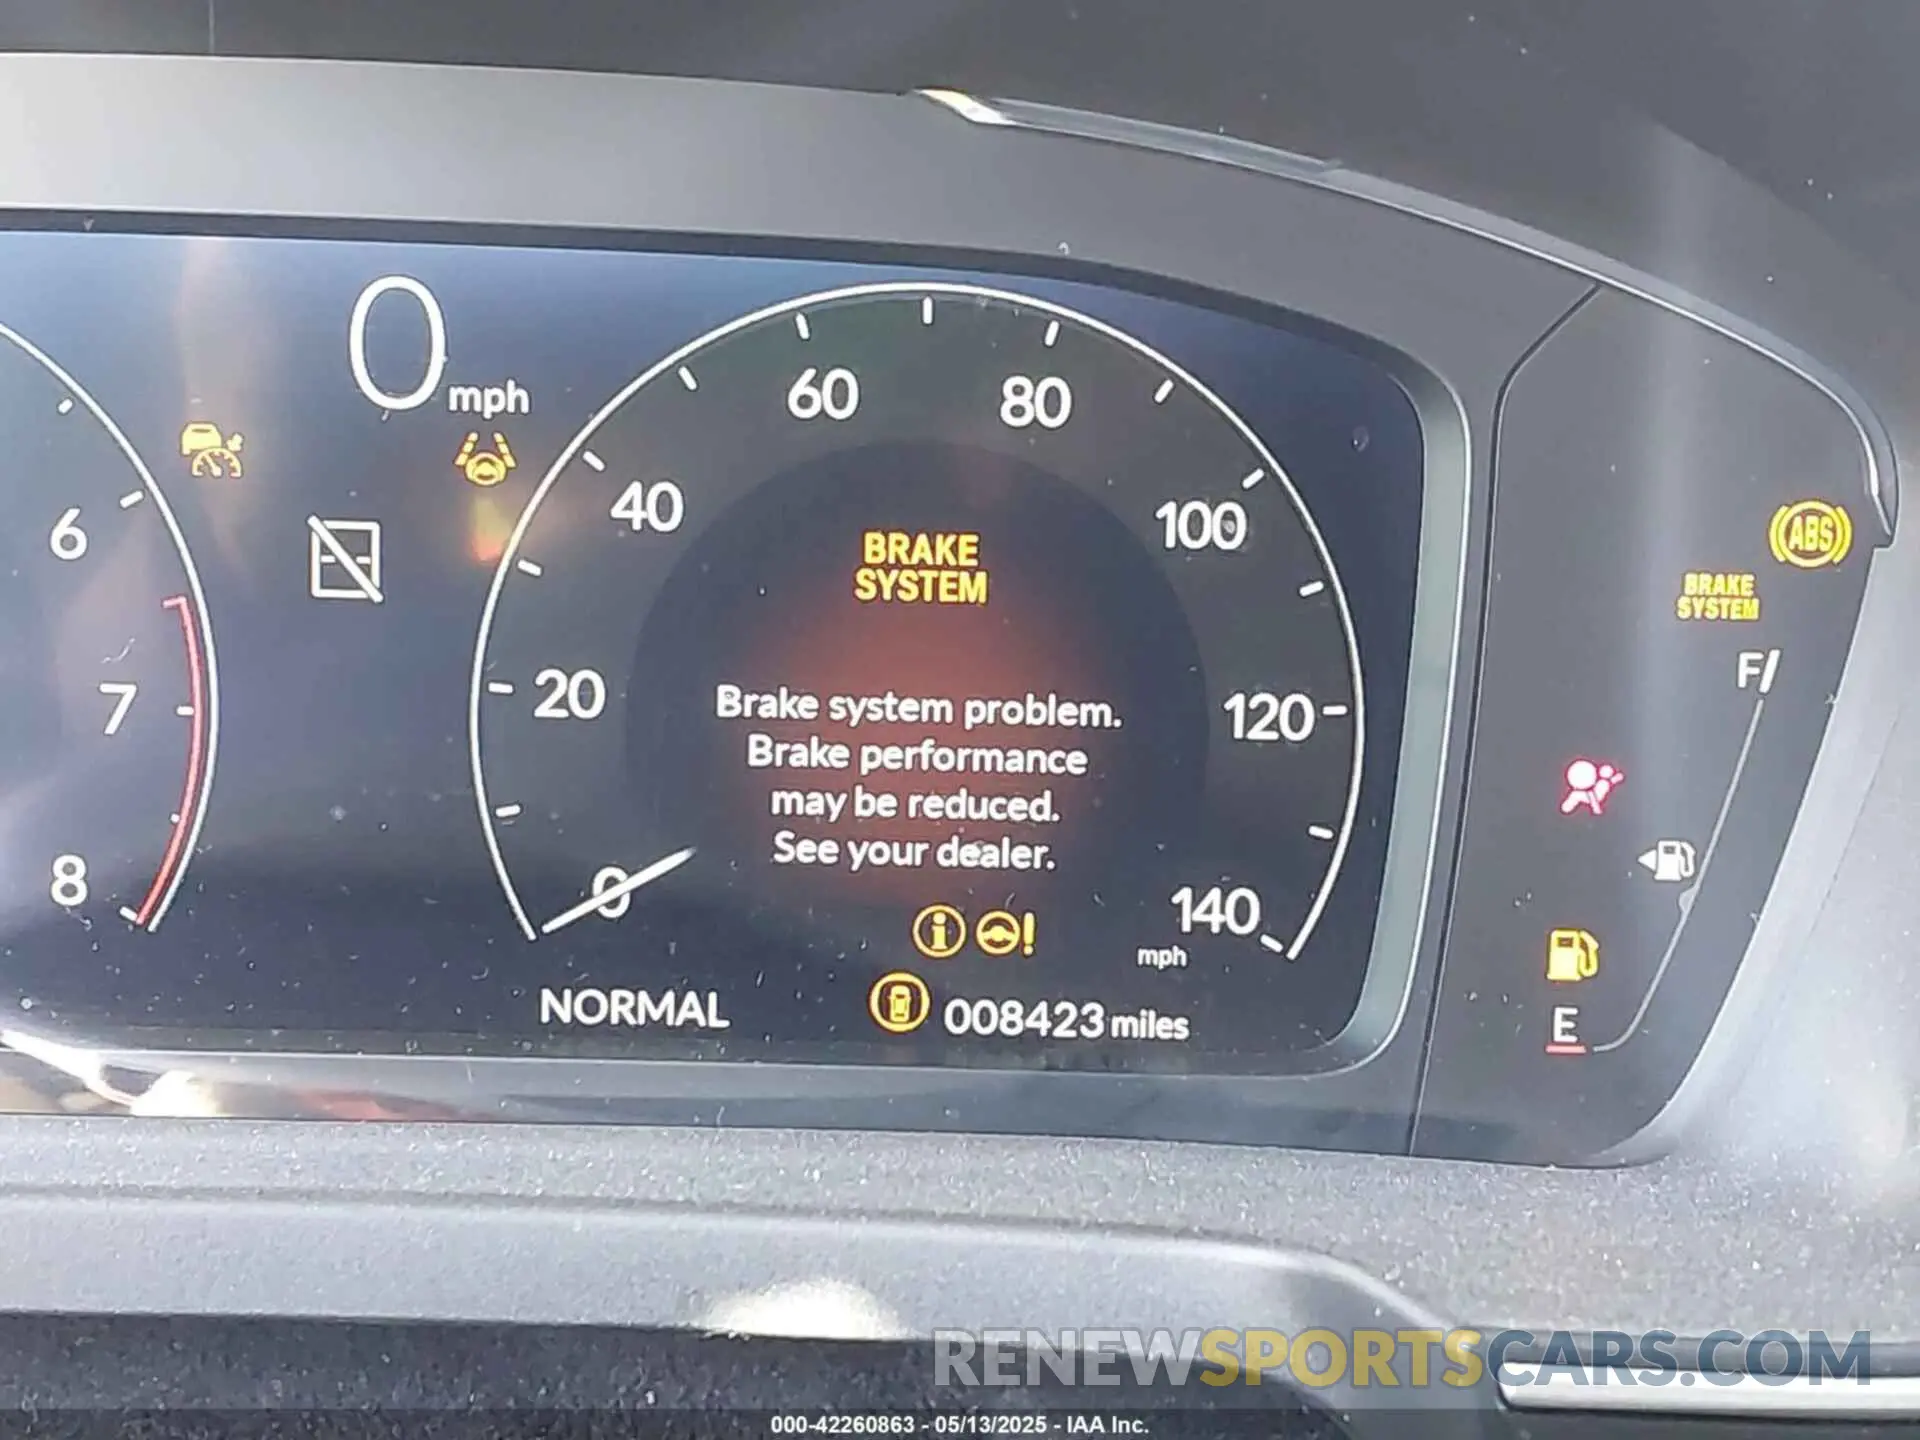 0 mph
6
7
8
0
20
40
60
80
100
120
140
mph
BRAKE
SYSTEM
Brake system problem.
Brake performance
may be reduced.
See your dealer.
i !
NORMAL
008423 miles
ABS
BRAKE
SYSTEM
F
E
RENEWSPORTSCARS.COM
000-42260863 - 05/13/2025 - IAA Inc.